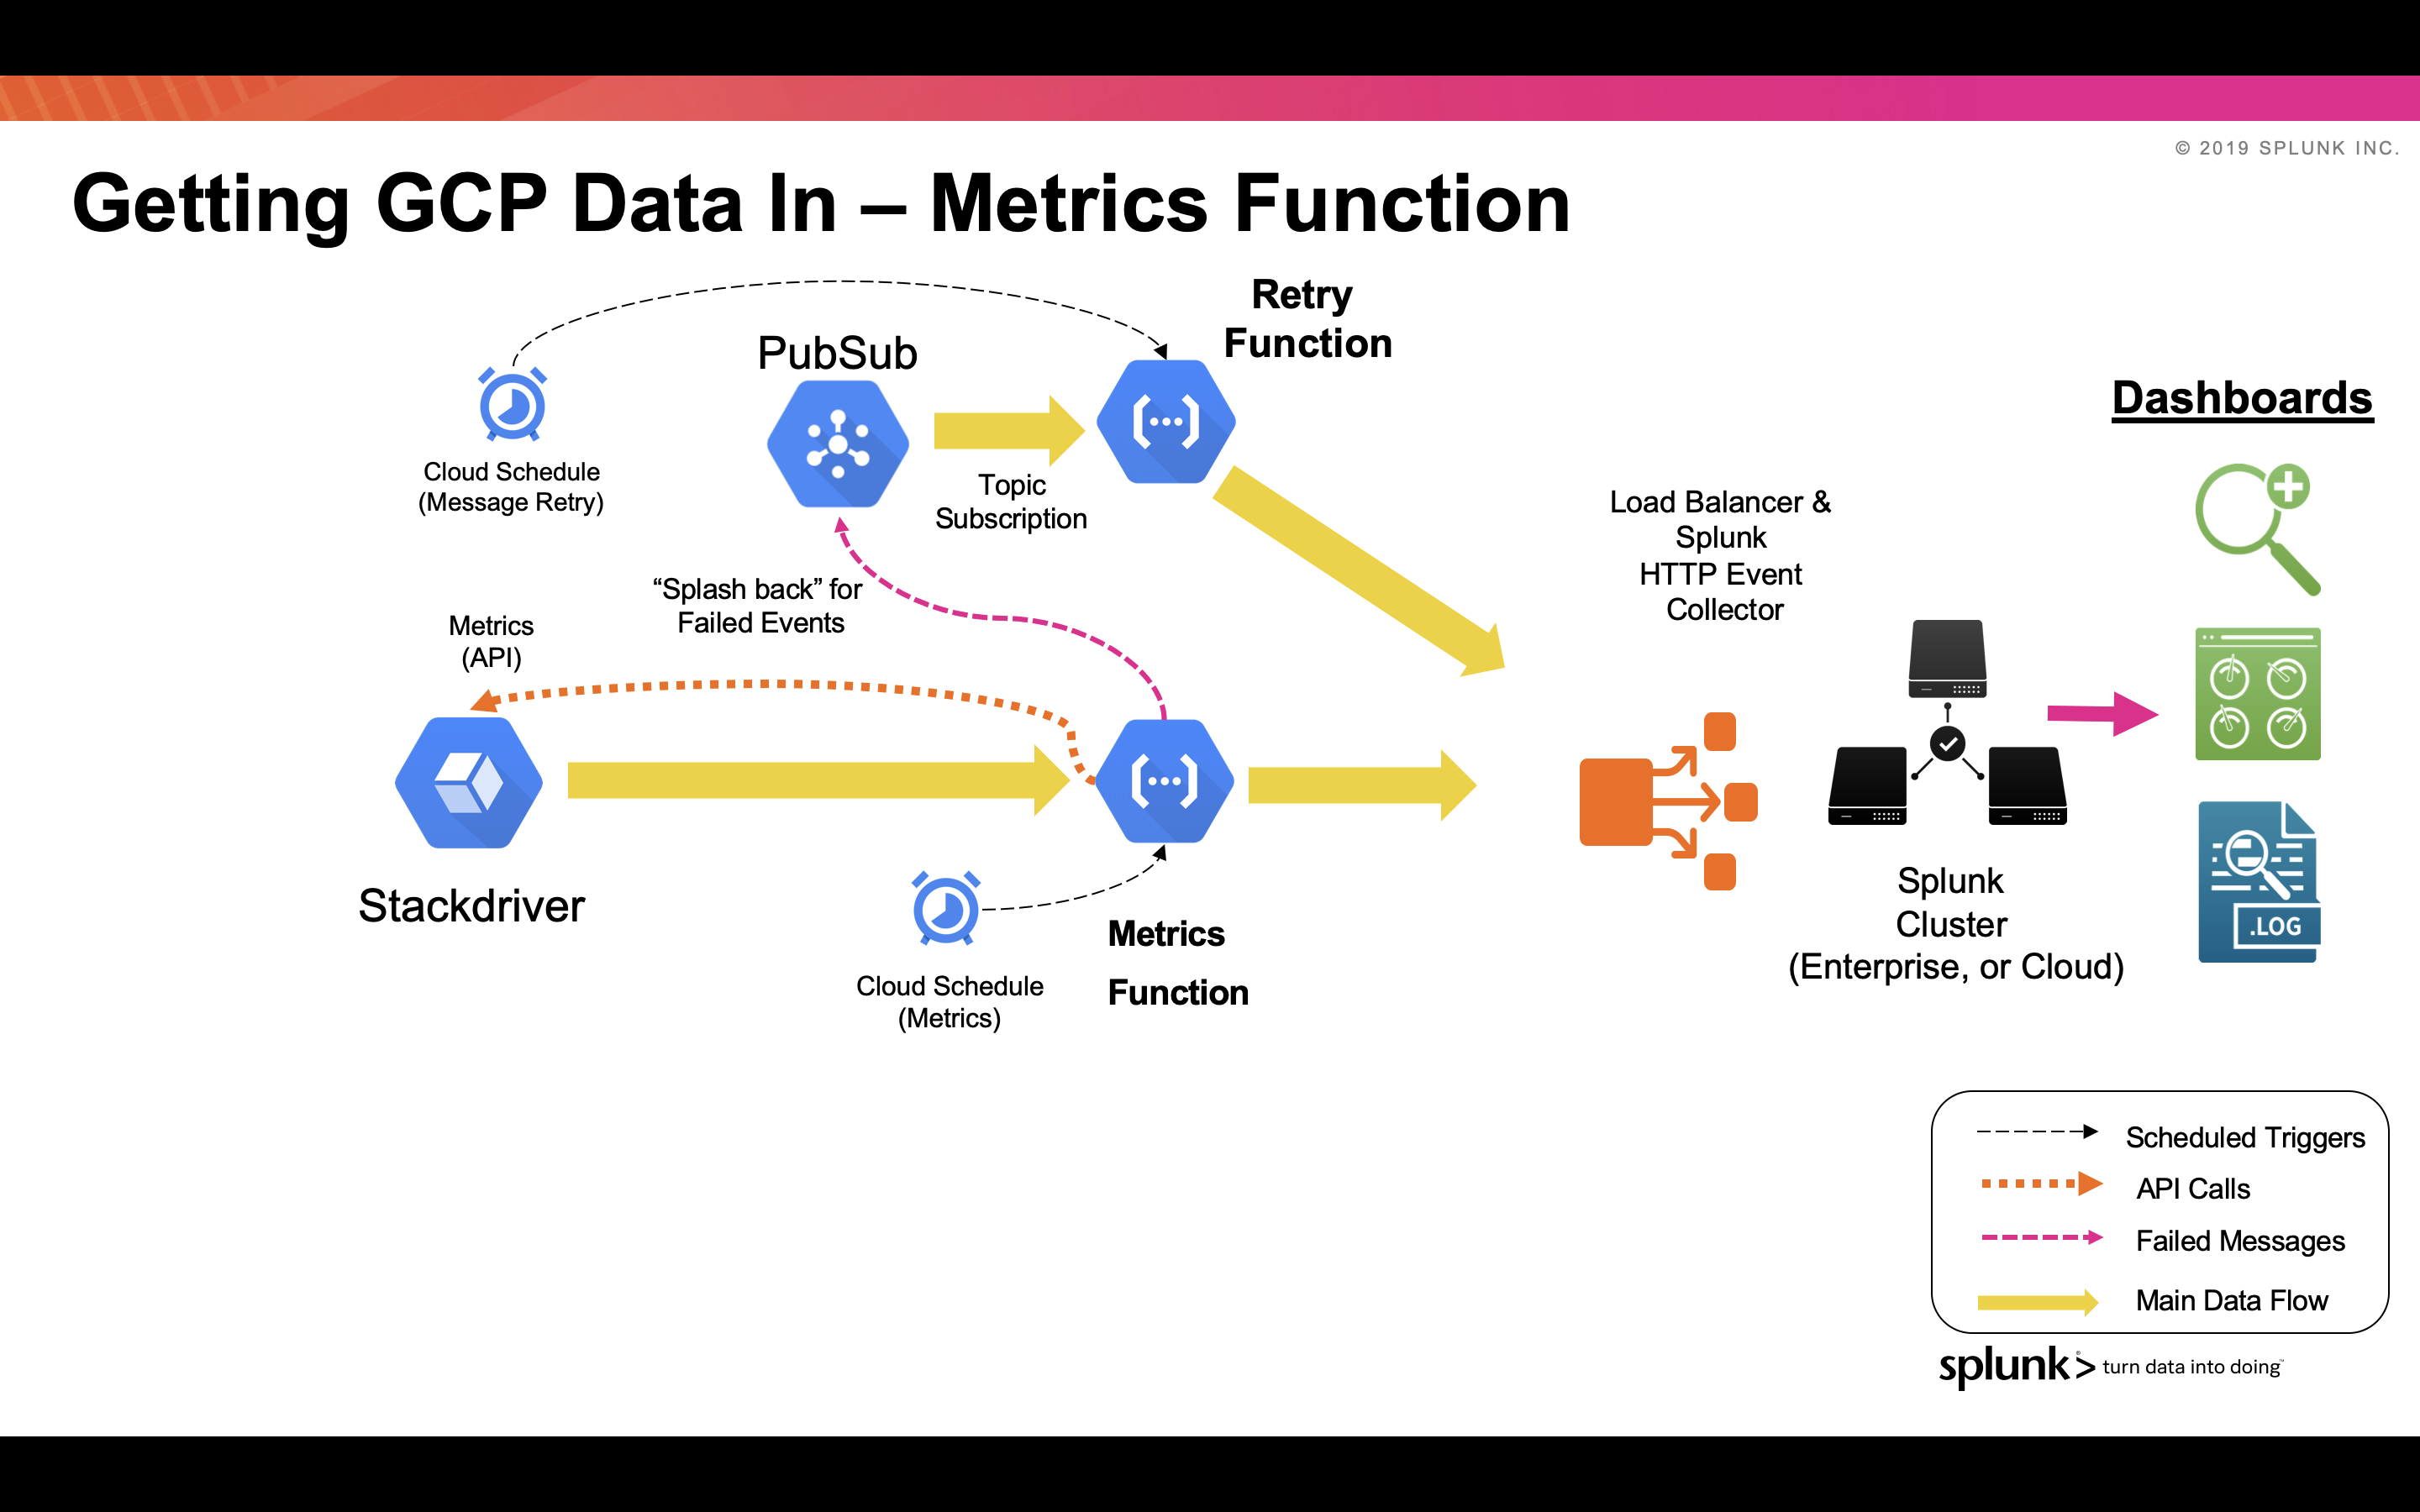 © 2019 SPLUNK INC.
Getting GCP Data In – Metrics Function
Retry
Function
PubSub
Cloud Schedule
(Message Retry)
Topic
Subscription
Dashboards
Load Balancer &
Splunk
HTTP Event
Collector
“Splash back” for
Failed Events
Metrics
(API)
Stackdriver
Cloud Schedule
(Metrics)
Metrics
Function
Splunk
Cluster
(Enterprise, or Cloud)
.LOG
Scheduled Triggers
API Calls
Failed Messages
Main Data Flow
splunk> turn data into doing™